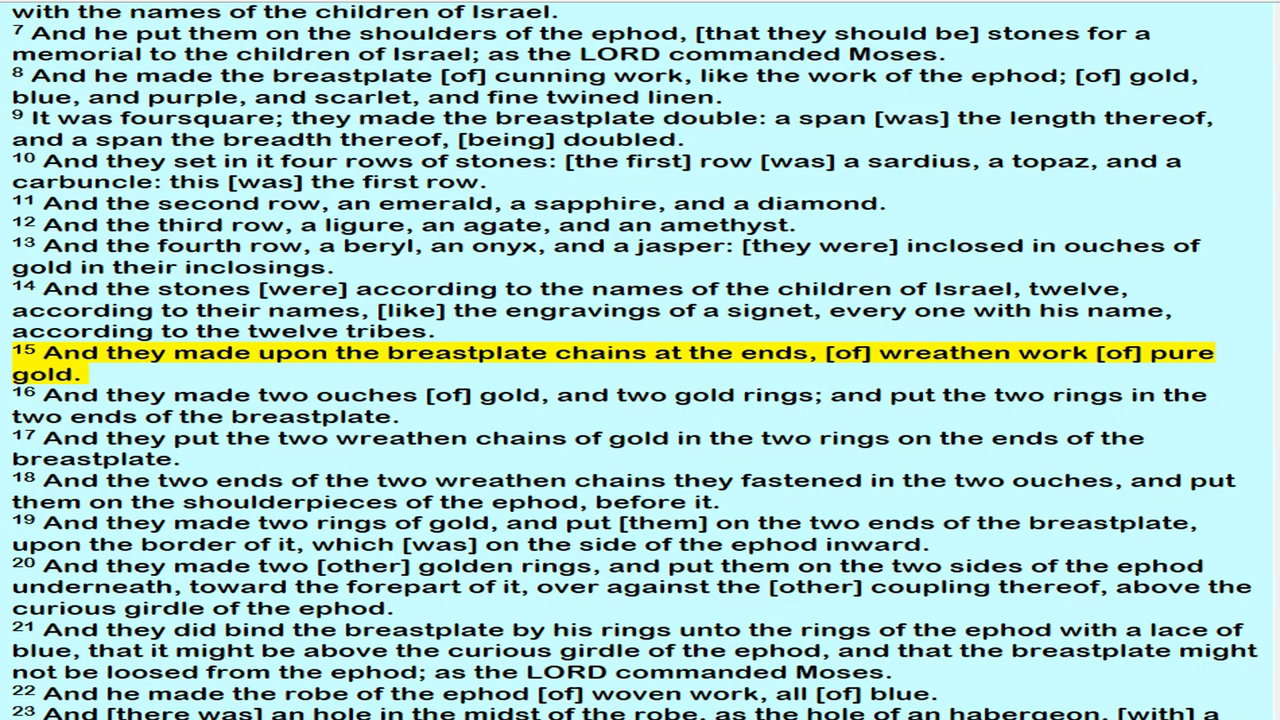 with the names of the children of Israel.
7 And he put them on the shoulders of the ephod, [that they should be] stones for a
memorial to the children of Israel; as the LORD commanded Moses.
8 And he made the breastplate [of] cunning work, like the work of the ephod; [of] gold,
blue, and purple, and scarlet, and fine twined linen.
9 It was foursquare; they made the breastplate double: a span [was] the length thereof,
and a span the breadth thereof, [being] doubled.
10 And they set in it four rows of stones: [the first] row [was] a sardius, a topaz, and a
carbuncle: this [was] the first row.
11 And the second row, an emerald, a sapphire, and a diamond.
12 And the third row, a ligure, an agate, and an amethyst.
13 And the fourth row, a beryl, an onyx, and a jasper: [they were] inclosed in ouches of
gold in their inclosings.
14 And the stones [were] according to the names of the children of Israel, twelve,
according to their names, [like] the engravings of a signet, every one with his name,
according to the twelve tribes.
15 And they made upon the breastplate chains at the ends, [of] wreathen work [of] pure
gold.
16 And they made two ouches [of] gold, and two gold rings; and put the two rings in the
two ends of the breastplate.
17 And they put the two wreathen chains of gold in the two rings on the ends of the
breastplate.
18 And the two ends of the two wreathen chains they fastened in the two ouches, and put
them on the shoulderpieces of the ephod, before it.
19 And they made two rings of gold, and put [them] on the two ends of the breastplate,
upon the border of it, which [was] on the side of the ephod inward.
20 And they made two [other] golden rings, and put them on the two sides of the ephod
underneath, toward the forepart of it, over against the [other] coupling thereof, above the
curious girdle of the ephod.
21 And they did bind the breastplate by his rings unto the rings of the ephod with a lace of
blue, that it might be above the curious girdle of the ephod, and that the breastplate might
not be loosed from the ephod; as the LORD commanded Moses.
22 And he made the robe of the ephod [of] woven work, all [of] blue.
23 And [there was] an hole in the midst of the robe, as the hole of an habergeon, [with] a